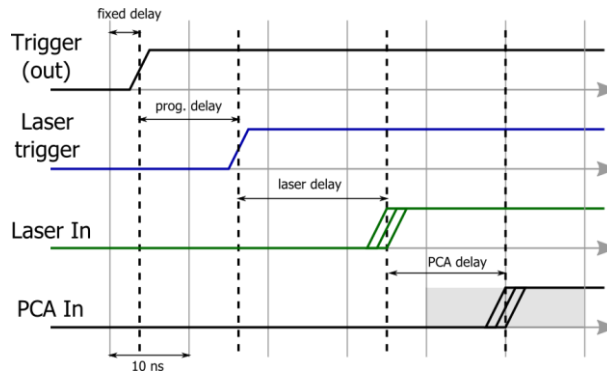 fixed delay
Trigger
(out)
prog. delay
Laser
trigger
laser delay
Laser In
PCA delay
PCA In
10 ns